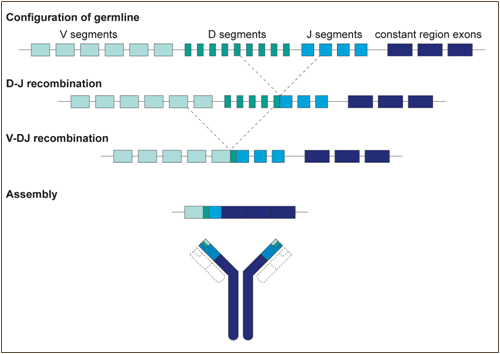 Configuration of germline
V segments D segments J segments constant region exons
D-J recombination
V-DJ recombination
Assembly